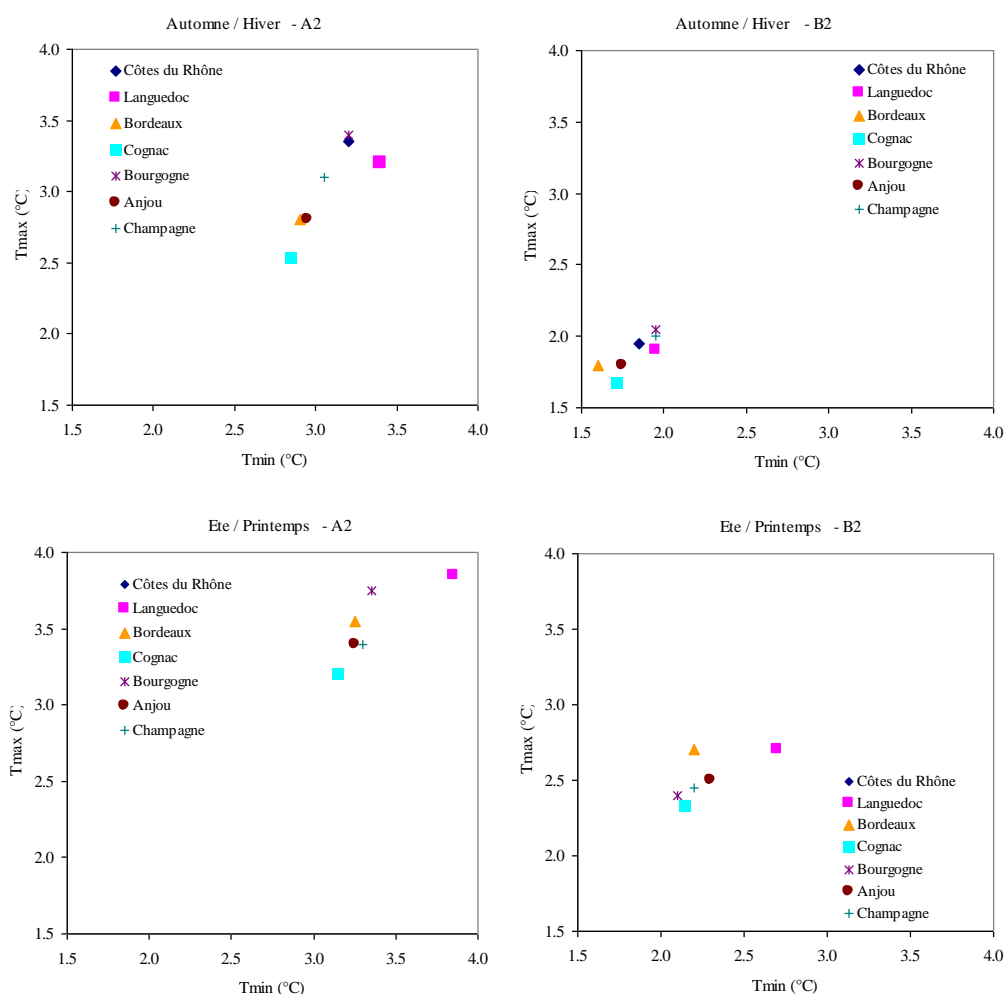 Automne / Hiver - A2
4.0
3.5
3.0
2.5
2.0
1.5
Tmax (°C)
Côtes du Rhône
Languedoc
Bordeaux
Cognac
Bourgogne
Anjou
Champagne
1.5 2.0 2.5 3.0 3.5 4.0
Tmin (°C)
Automne / Hiver - B2
4.0
3.5
3.0
2.5
2.0
1.5
Tmax (°C)
Côtes du Rhône
Languedoc
Bordeaux
Cognac
Bourgogne
Anjou
Champagne
1.5 2.0 2.5 3.0 3.5 4.0
Tmin (°C)
Ete / Printemps - A2
4.0
3.5
3.0
2.5
2.0
1.5
Tmax (°C)
Côtes du Rhône
Languedoc
Bordeaux
Cognac
Bourgogne
Anjou
Champagne
1.5 2.0 2.5 3.0 3.5 4.0
Tmin (°C)
Ete / Printemps - B2
4.0
3.5
3.0
2.5
2.0
1.5
Tmax (°C)
Côtes du Rhône
Languedoc
Bordeaux
Cognac
Bourgogne
Anjou
Champagne
1.5 2.0 2.5 3.0 3.5 4.0
Tmin (°C)